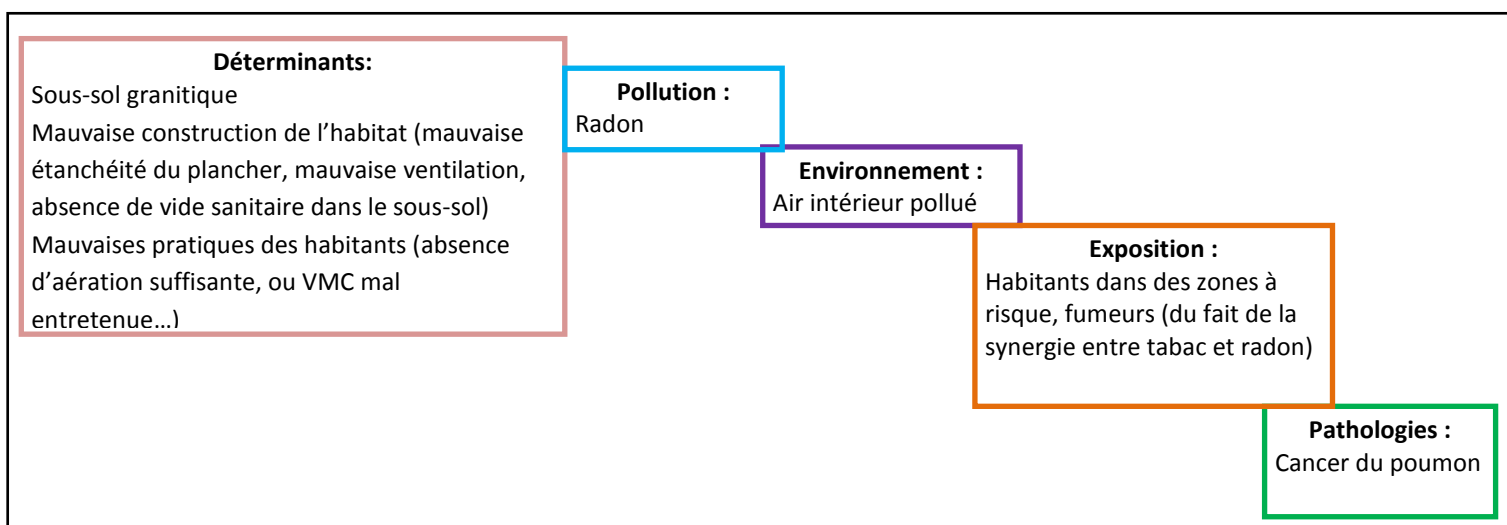 Déterminants:
Sous-sol granitique
Mauvaise construction de l’habitat (mauvaise
étanchéité du plancher, mauvaise ventilation,
absence de vide sanitaire dans le sous-sol)
Mauvaises pratiques des habitants (absence
d’aération suffisante, ou VMC mal
entretenue…)
Pollution :
Radon
Environnement :
Air intérieur pollué
Exposition :
Habitants dans des zones à
risque, fumeurs (du fait de la
synergie entre tabac et radon)
Pathologies :
Cancer du poumon